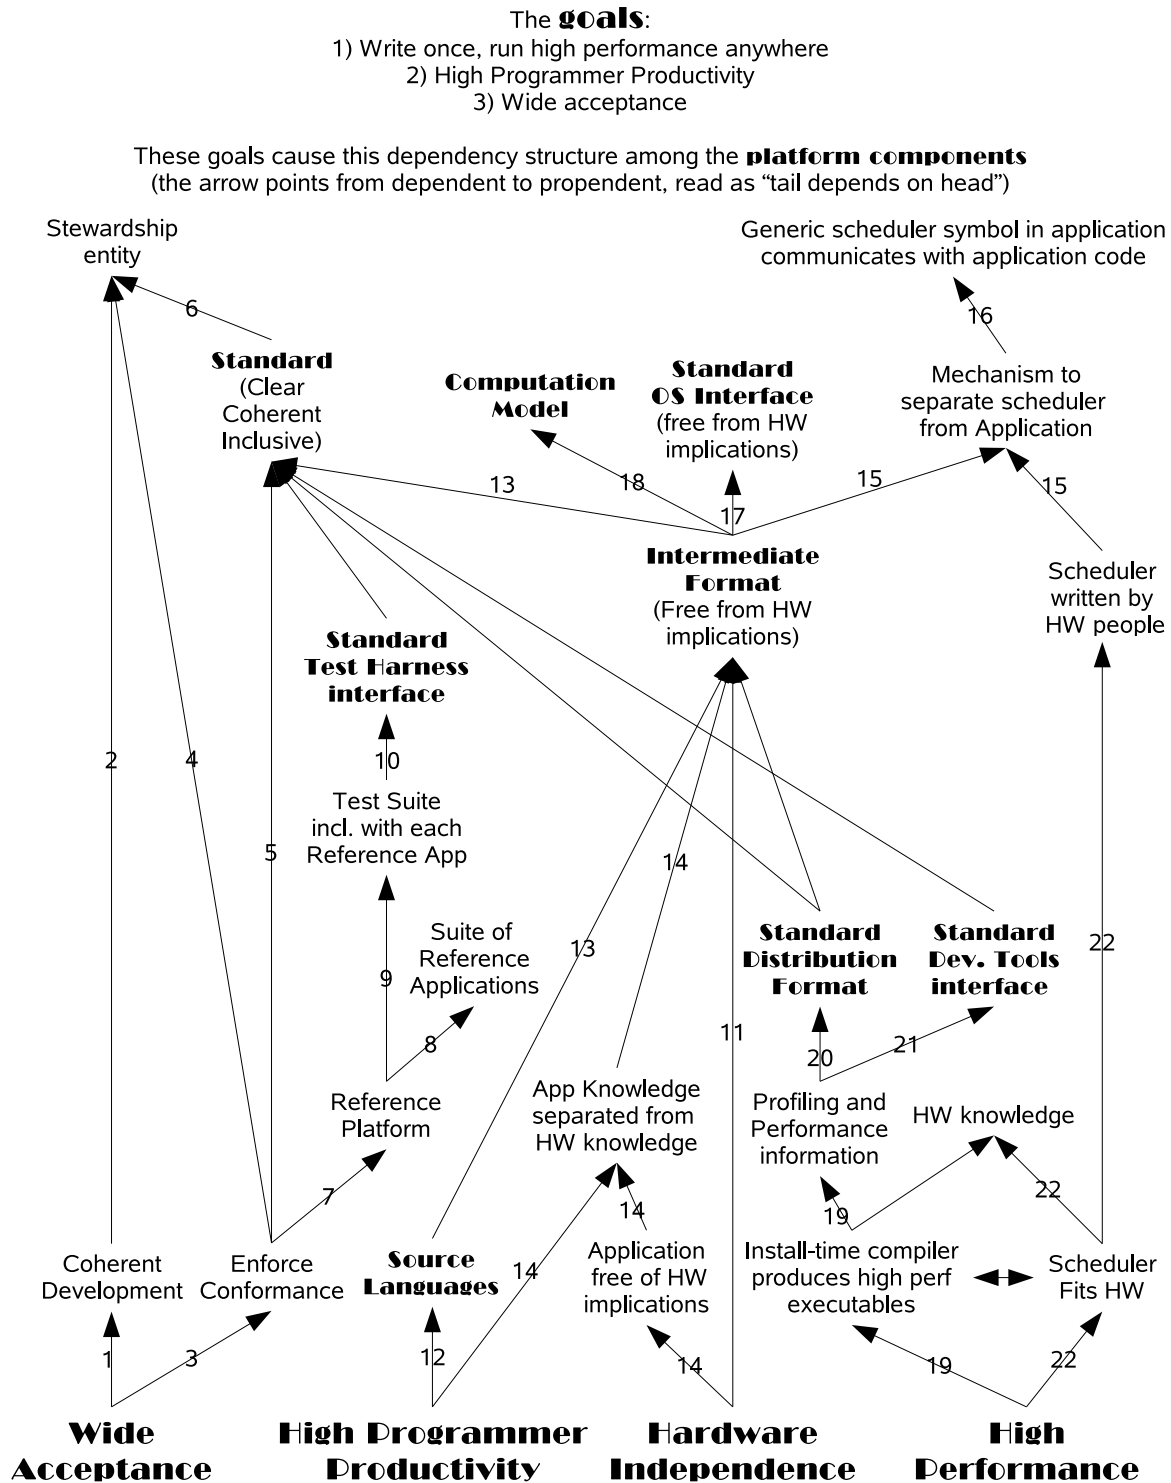 The goals:
1) Write once, run high performance anywhere
2) High Programmer Productivity
3) Wide acceptance
These goals cause this dependency structure among the platform components
(the arrow points from dependent to propendent, read as “tail depends on head”)
Stewardship
entity
Generic scheduler symbol in application
communicates with application code
6
16
Standard
(Clear
Coherent
Inclusive)
Computation
Model
Standard
OS Interface
(free from HW
implications)
Mechanism to
separate scheduler
from Application
13
18
17
15
15
Intermediate
Format
(Free from HW
implications)
Scheduler
written by
HW people
Standard
Test Harness
interface
2
4
10
Test Suite
incl. with each
Reference App
5
14
Suite of
Reference
Applications
9
13
Standard
Distribution
Format
Standard
Dev. Tools
interface
22
8
11
20
21
Reference
Platform
App Knowledge
separated from
HW knowledge
Profiling and
Performance
information
HW knowledge
7
14
19
22
Coherent
Development
Enforce
Conformance
Source
Languages
14
Application
free of HW
implications
Install-time compiler
produces high perf
executables
Scheduler
Fits HW
1
3
12
14
19
22
Wide
Acceptance
High Programmer
Productivity
Hardware
Independence
High
Performance